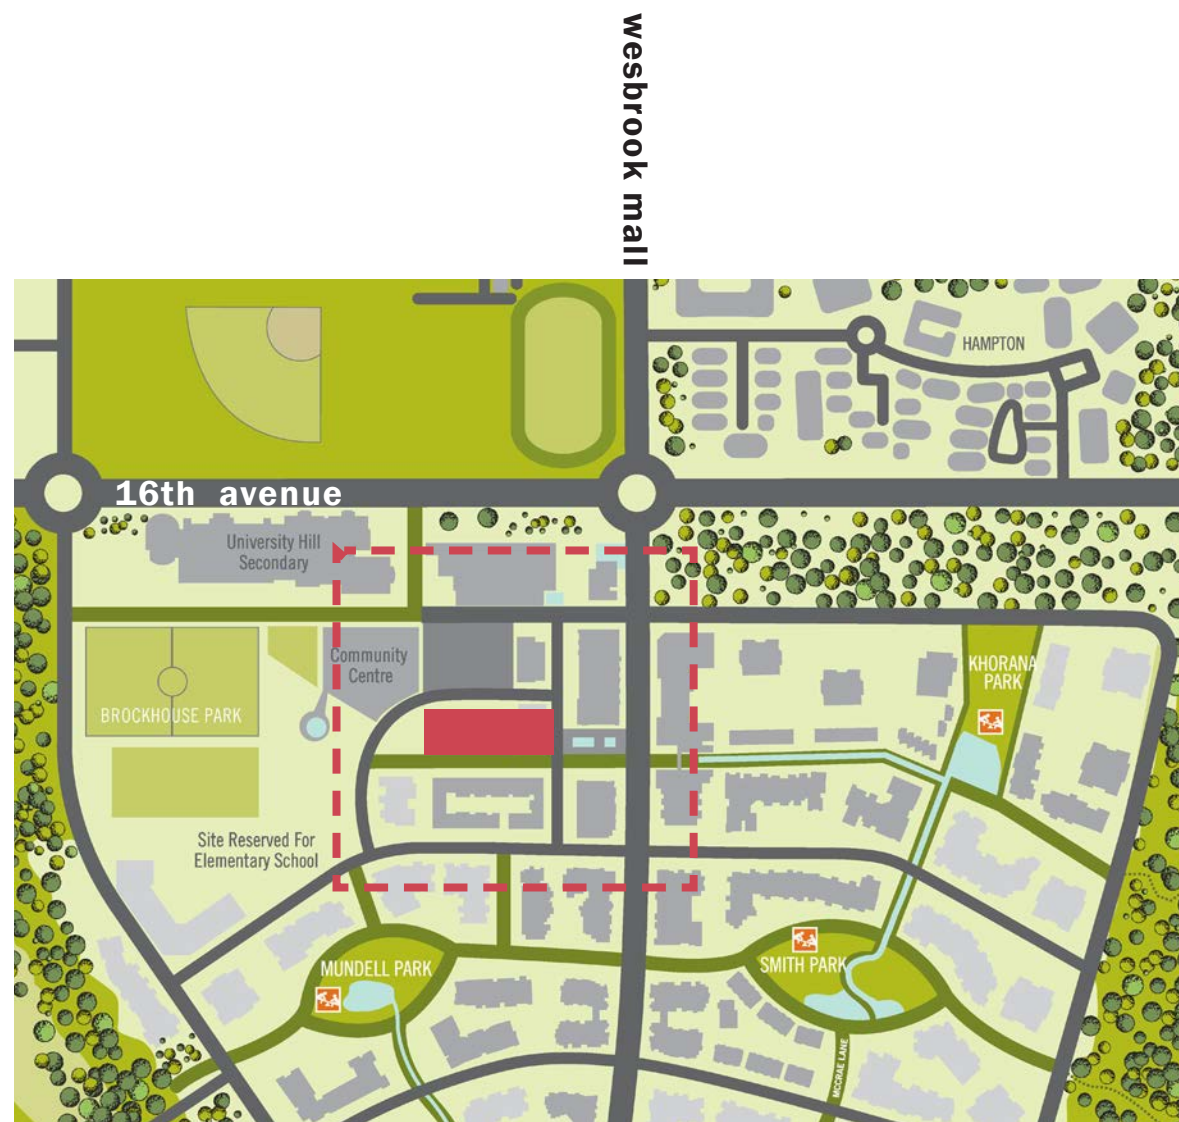 wesbrook mall
HAMPTON
16th avenue
University Hill
Secondary
Community
Centre
KHORANA
PARK
BROCKHOUSE PARK
Site Reserved For
Elementary School
MUNDELL PARK
SMITH PARK
MCCRAE LANE